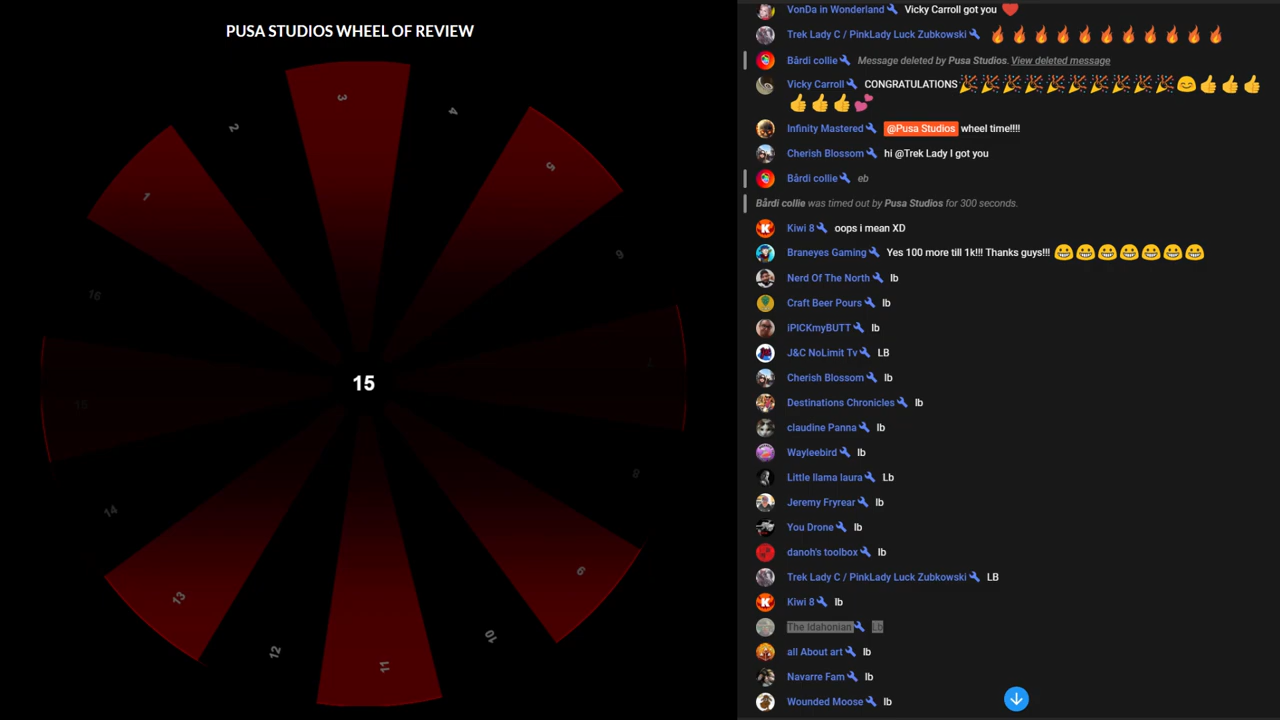 PUSA STUDIOS WHEEL OF REVIEW
1
2
3
4
5
6
7
8
9
10
11
12
13
14
15
16
15
VonDa in Wonderland Vicky Carroll got you
Trek Lady C / PinkLady Luck Zubkowski
Bårdi collie Message deleted by Pusa Studios. View deleted message
Vicky Carroll CONGRATULATIONS
Infinity Mastered @Pusa Studios wheel time!!!!
Cherish Blossom hi @Trek Lady I got you
Bårdi collie eb
Bårdi collie was timed out by Pusa Studios for 300 seconds.
Kiwi 8 oops i mean XD
Braneyes Gaming Yes 100 more till 1k!!! Thanks guys!!!
Nerd Of The North lb
Craft Beer Pours lb
iPICKmyBUTT lb
J&C NoLimit Tv LB
Cherish Blossom lb
Destinations Chronicles lb
claudine Panna lb
Wayleebird lb
Little llama laura Lb
Jeremy Fryrear lb
You Drone lb
danoh's toolbox lb
Trek Lady C / PinkLady Luck Zubkowski LB
Kiwi 8 lb
The Idahonian Lb
all About art lb
Navarre Fam lb
Wounded Moose lb